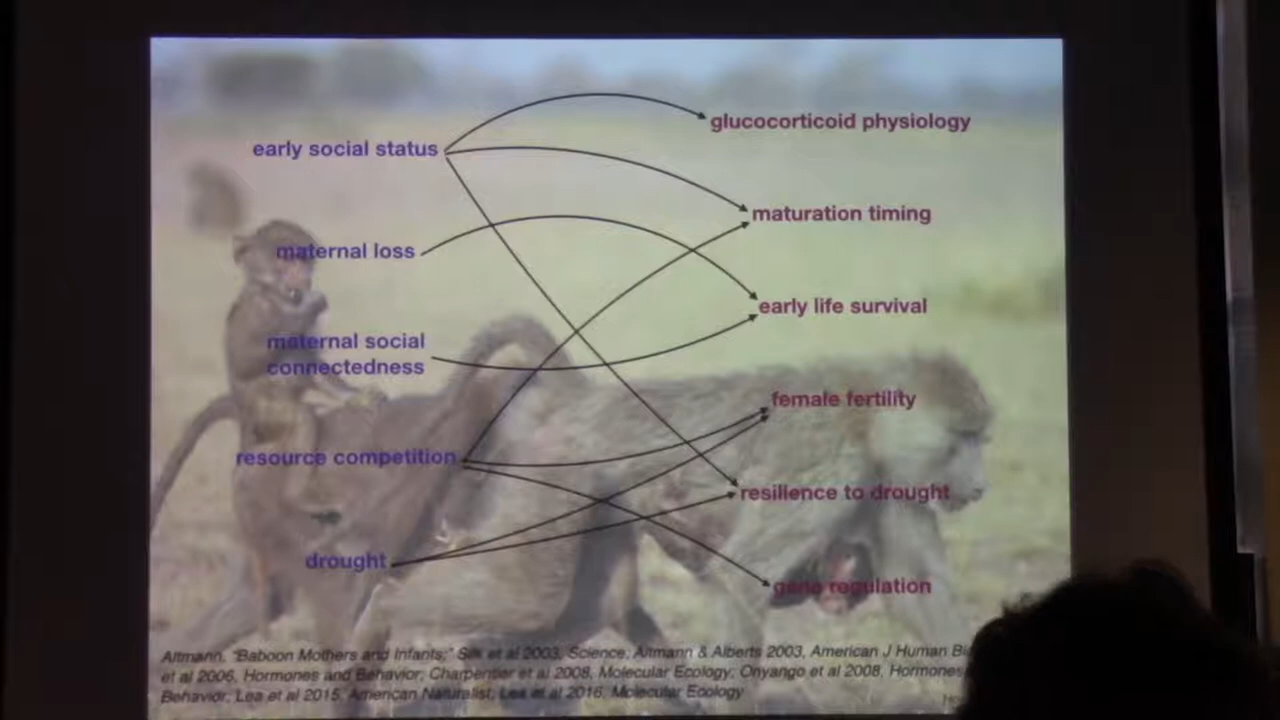 glucocorticoid physiology
early social status
maturation timing
maternal loss
early life survival
maternal social
connectedness
female fertility
resource competition
resilience to drought
drought
gene regulation
Altmann, "Baboon Mothers and Infants;" Silk et al 2003, Science; Altmann & Alberts 2003, American J Human
et al 2006, Hormones and Behavior; Charpentier et al 2008, Molecular Ecology; Onyango et al 2008, Hormones
Behavior; Lea et al 2015, American Naturalist; Lea et al 2016, Molecular Ecology